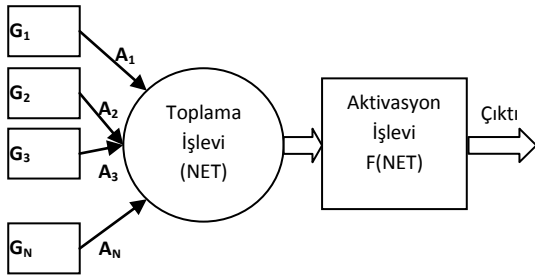 G1
A1
G2
A2
G3
A3
GN
AN
Toplama
İşlevi
(NET)
Aktivasyon
İşlevi
F(NET)
Çıktı